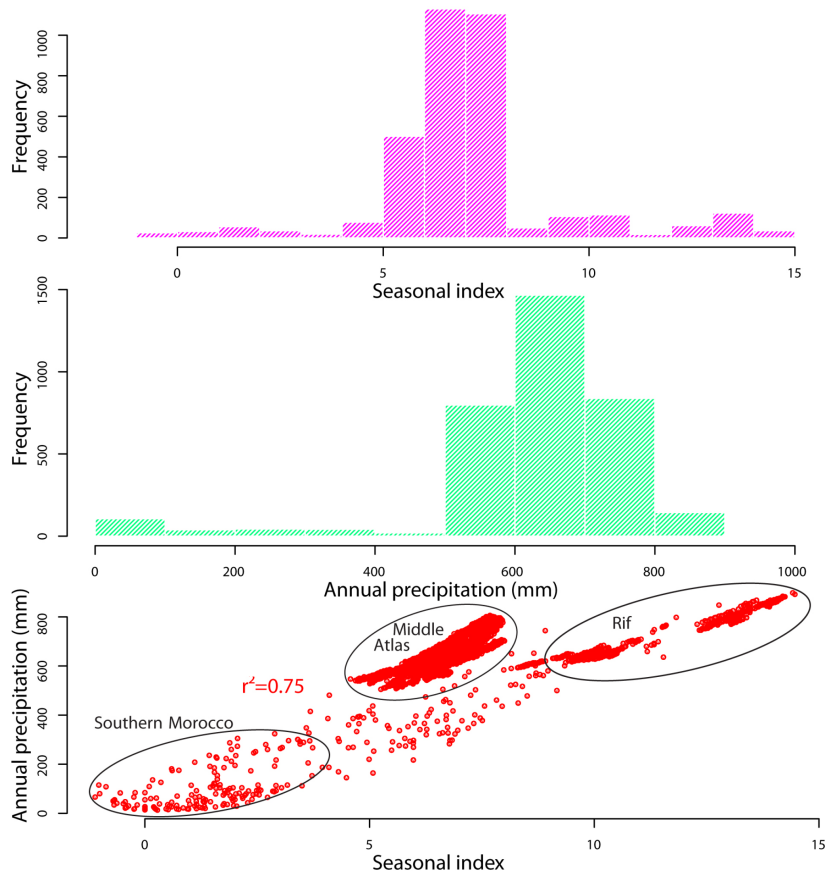 Frequency
0
200
400
600
800
1000
0
5
10
15
Seasonal index
Frequency
0
500
1000
1500
0
200
400
600
800
1000
Annual precipitation (mm)
Annual precipitation (mm)
0
200
400
600
800
Middle
Atlas
Rif
r²=0.75
Southern Morocco
0
5
10
15
Seasonal index